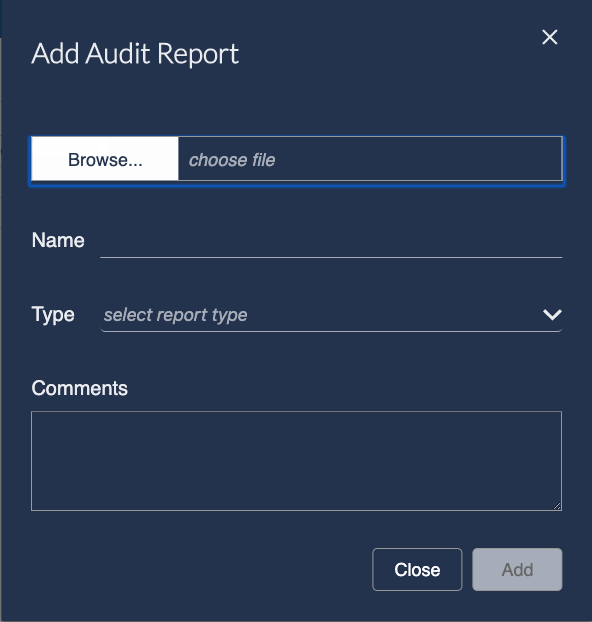 Add Audit Report
Browse... choose file
Name
Type select report type
Comments
Close Add